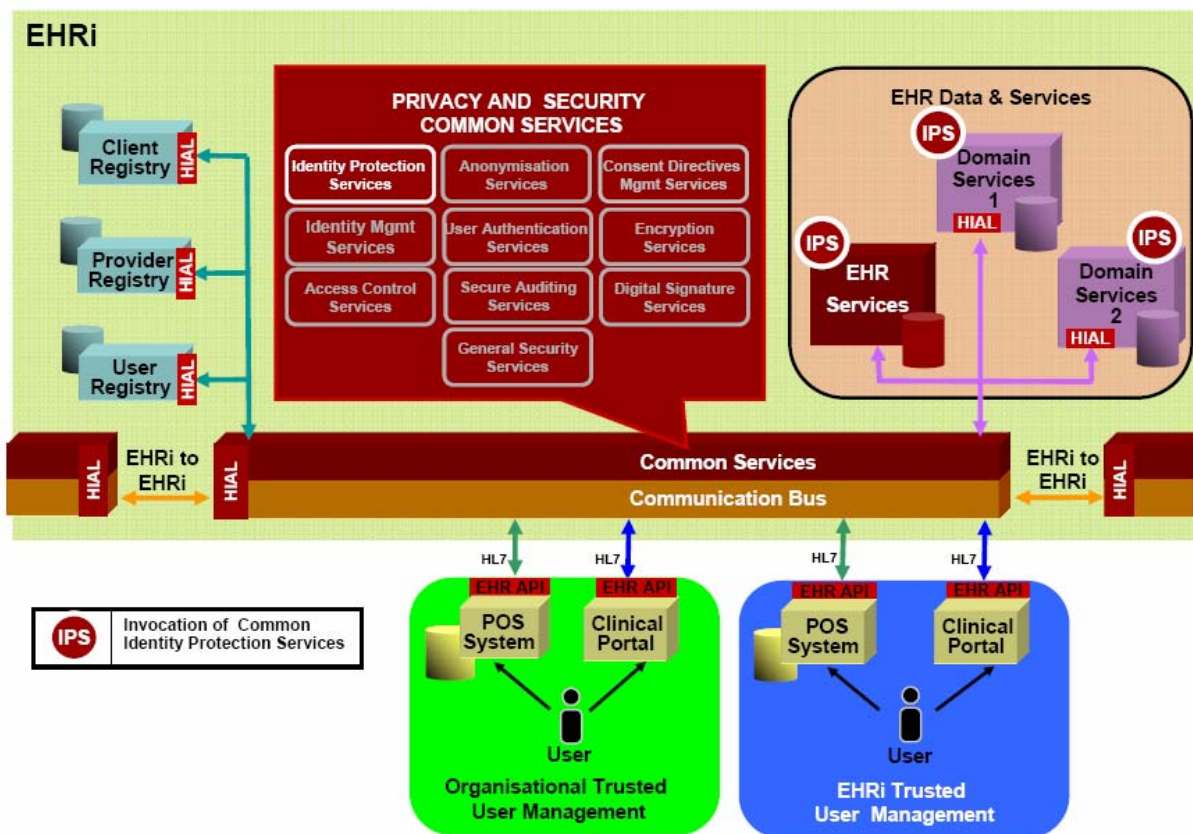 EHRi
PRIVACY AND SECURITY
COMMON SERVICES
Identity Protection
Services
Anonymisation
Services
Consent Directives
Mgmt Services
Identity Mgmt
Services
User Authentication
Services
Encryption
Services
Access Control
Services
Secure Auditing
Services
Digital Signature
Services
General Security
Services
Client
Registry
HIAL
Provider
Registry
HIAL
User
Registry
HIAL
EHR Data & Services
IPS
Domain
Services
1
HIAL
IPS
EHR
Services
IPS
Domain
Services
2
HIAL
HIAL
EHRi to
EHRi
HIAL
Common Services
Communication Bus
EHRi to
EHRi
HIAL
HL7
HL7
HL7
HL7
EHR API
POS
System
EHR API
Clinical
Portal
User
Organisational Trusted
User Management
EHR API
POS
System
EHR API
Clinical
Portal
User
EHRi Trusted
User Management
IPS
Invocation of Common
Identity Protection Services